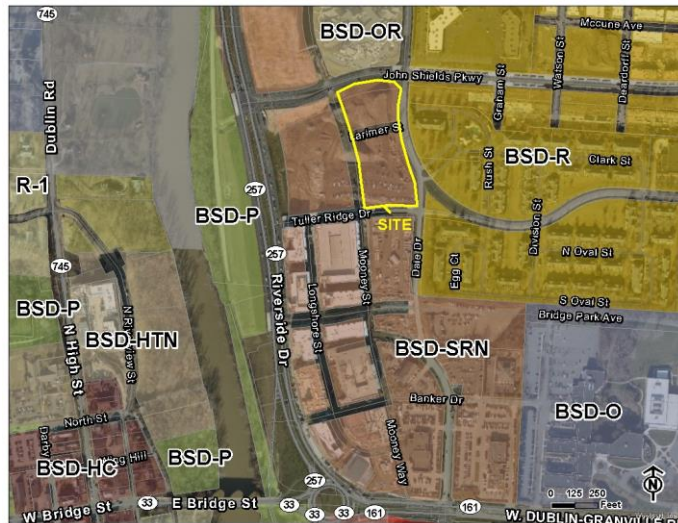 745
BSD-OR
Mccune Ave
John Shields Pkwy
Dublin Rd
Graham St
Watson St
Deardorff St
arimer St
R-1
257
BSD-P
Rush St
BSD-R
Clark St
Tuller Ridge Dr
SITE
Division St
257
745
Riverside Dr
Longshore St
Mooney St
Dale Dr
Egg Ct
N Oval St
S Oval St
Bridge Park Ave
BSD-P
N High St
BSD-HTN
N Riverview St
BSD-SRN
Banker Dr
BSD-O
North St
Darby
Wing Hill
BSD-HC
BSD-P
Mooney Way
257
33
33
33
33
161
161
W Bridge St
E Bridge St
W. DUBLIN-GRANVILLE R
0 125 250
Feet
N